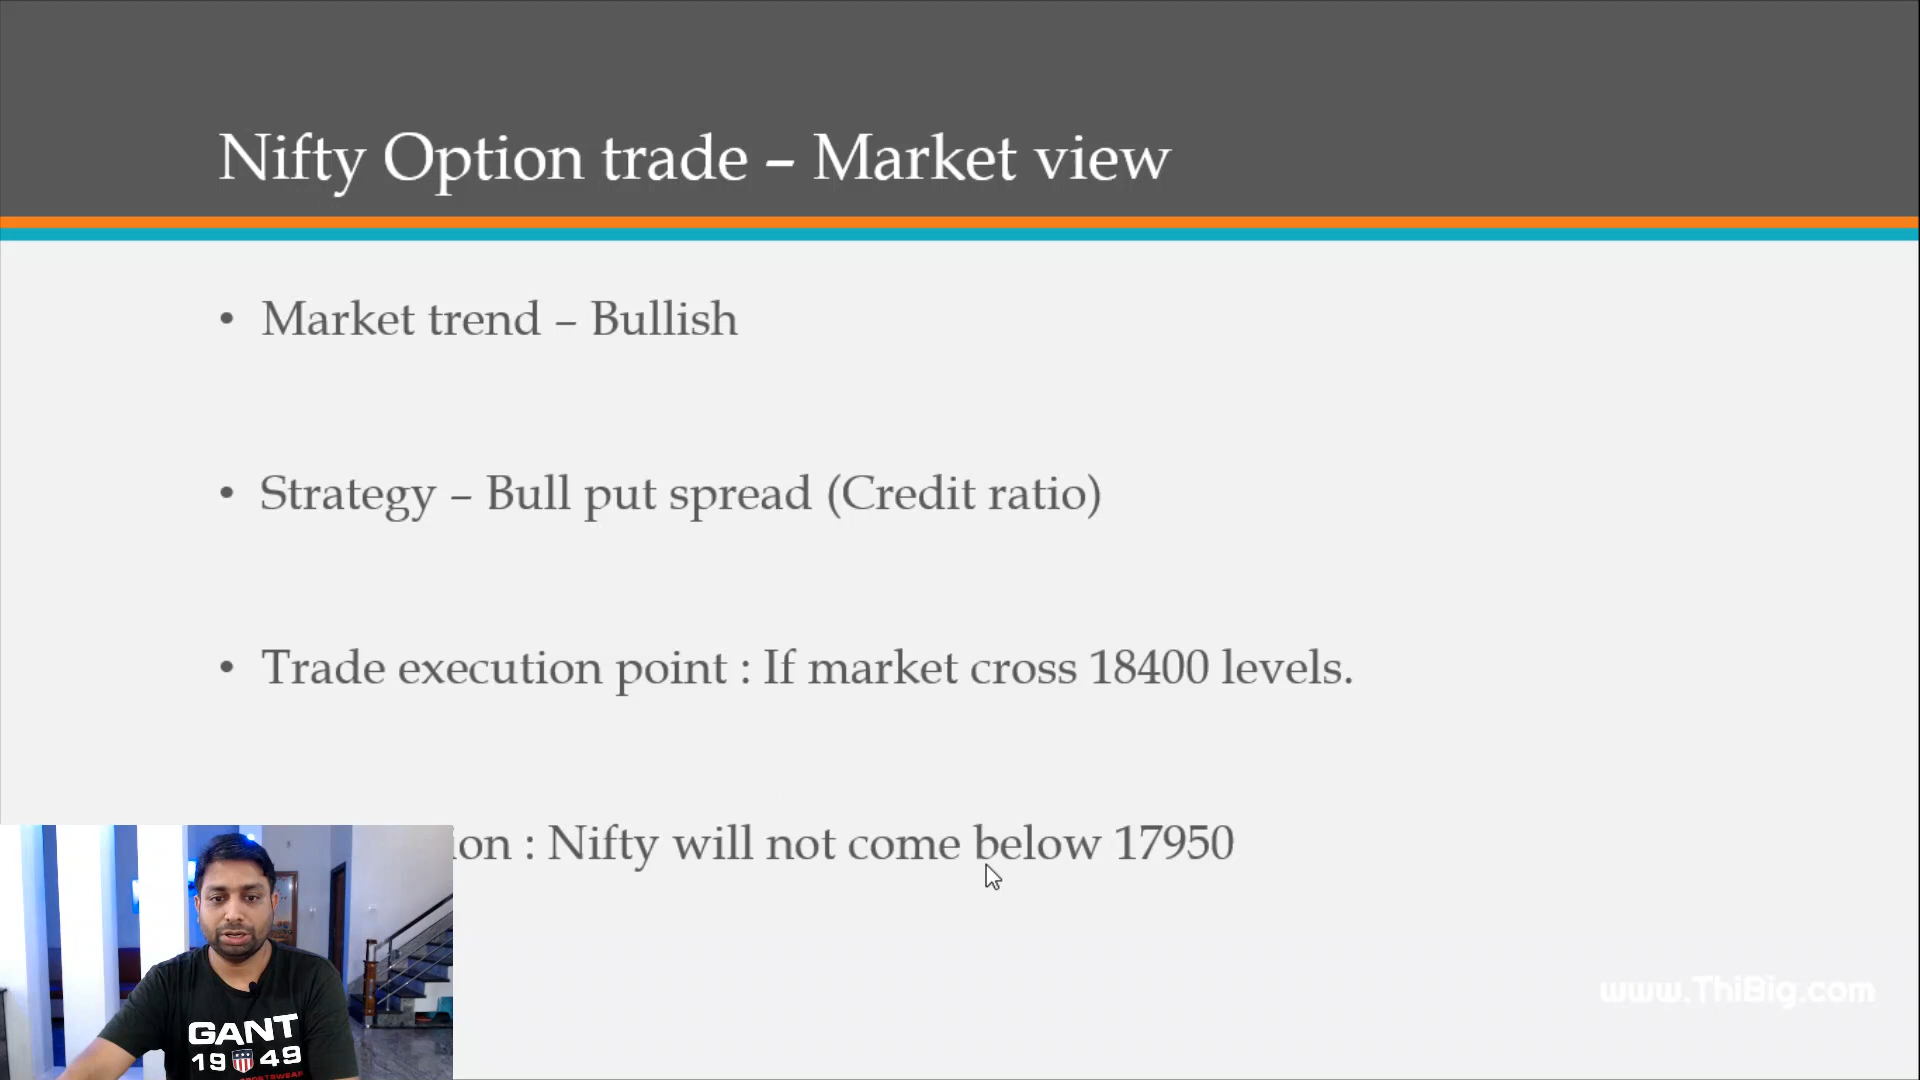 Nifty Option trade – Market view
• Market trend – Bullish
• Strategy – Bull put spread (Credit ratio)
• Trade execution point : If market cross 18400 levels.
ion : Nifty will not come below 17950
www.ThiBig.com
GANT
19 49
SPORTSWEAR